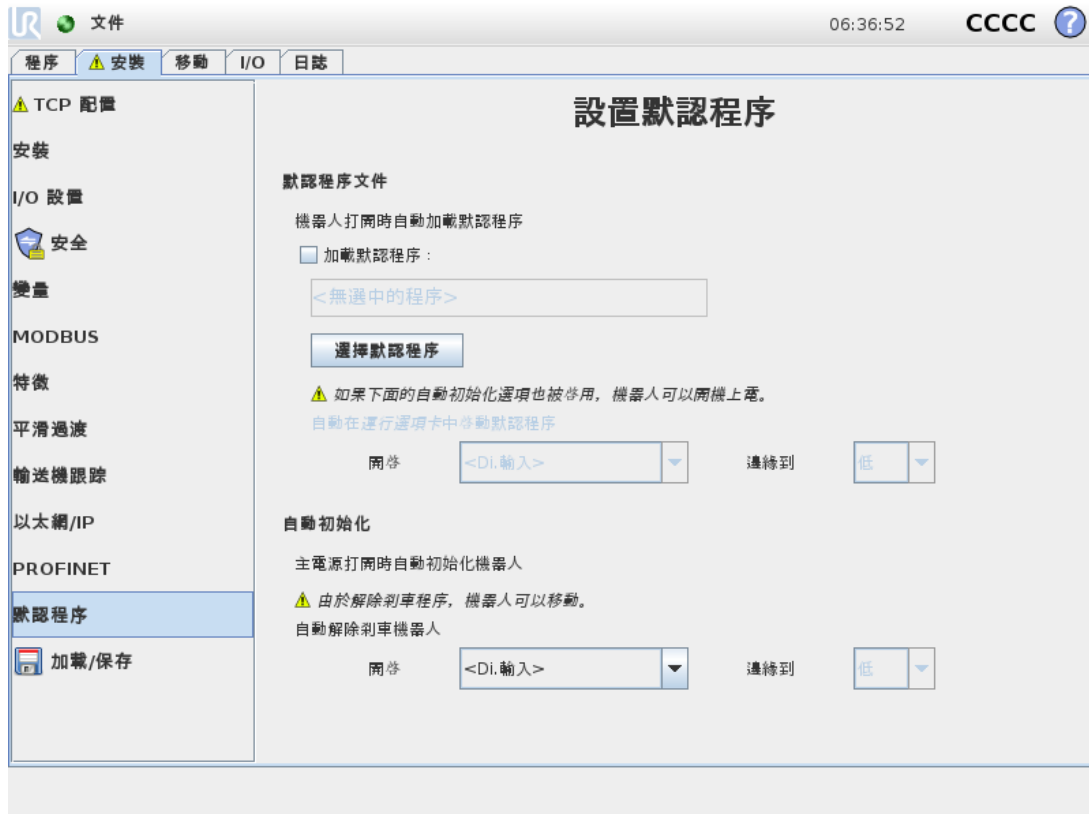 UR 文件 06:36:52 CCCC ?
程序 安裝 移動 I/O 日誌
TCP 配置
安裝
I/O 設置
安全
變量
MODBUS
特徵
平滑過渡
輸送機跟踪
以太網/IP
PROFINET
默認程序
加載/保存
設置默認程序
默認程序文件
機器人打開時自動加載默認程序
加載默認程序：
<無選中的程序>
選擇默認程序
如果下面的自動初始化選項也被啓用，機器人可以開機上電。
自動在運行選項卡中啓動默認程序
開啓 <Di.輸入> 邊緣到 低
自動初始化
主電源打開時自動初始化機器人
由於解除剎車程序，機器人可以移動。
自動解除剎車機器人
開啓 <Di.輸入> 邊緣到 低